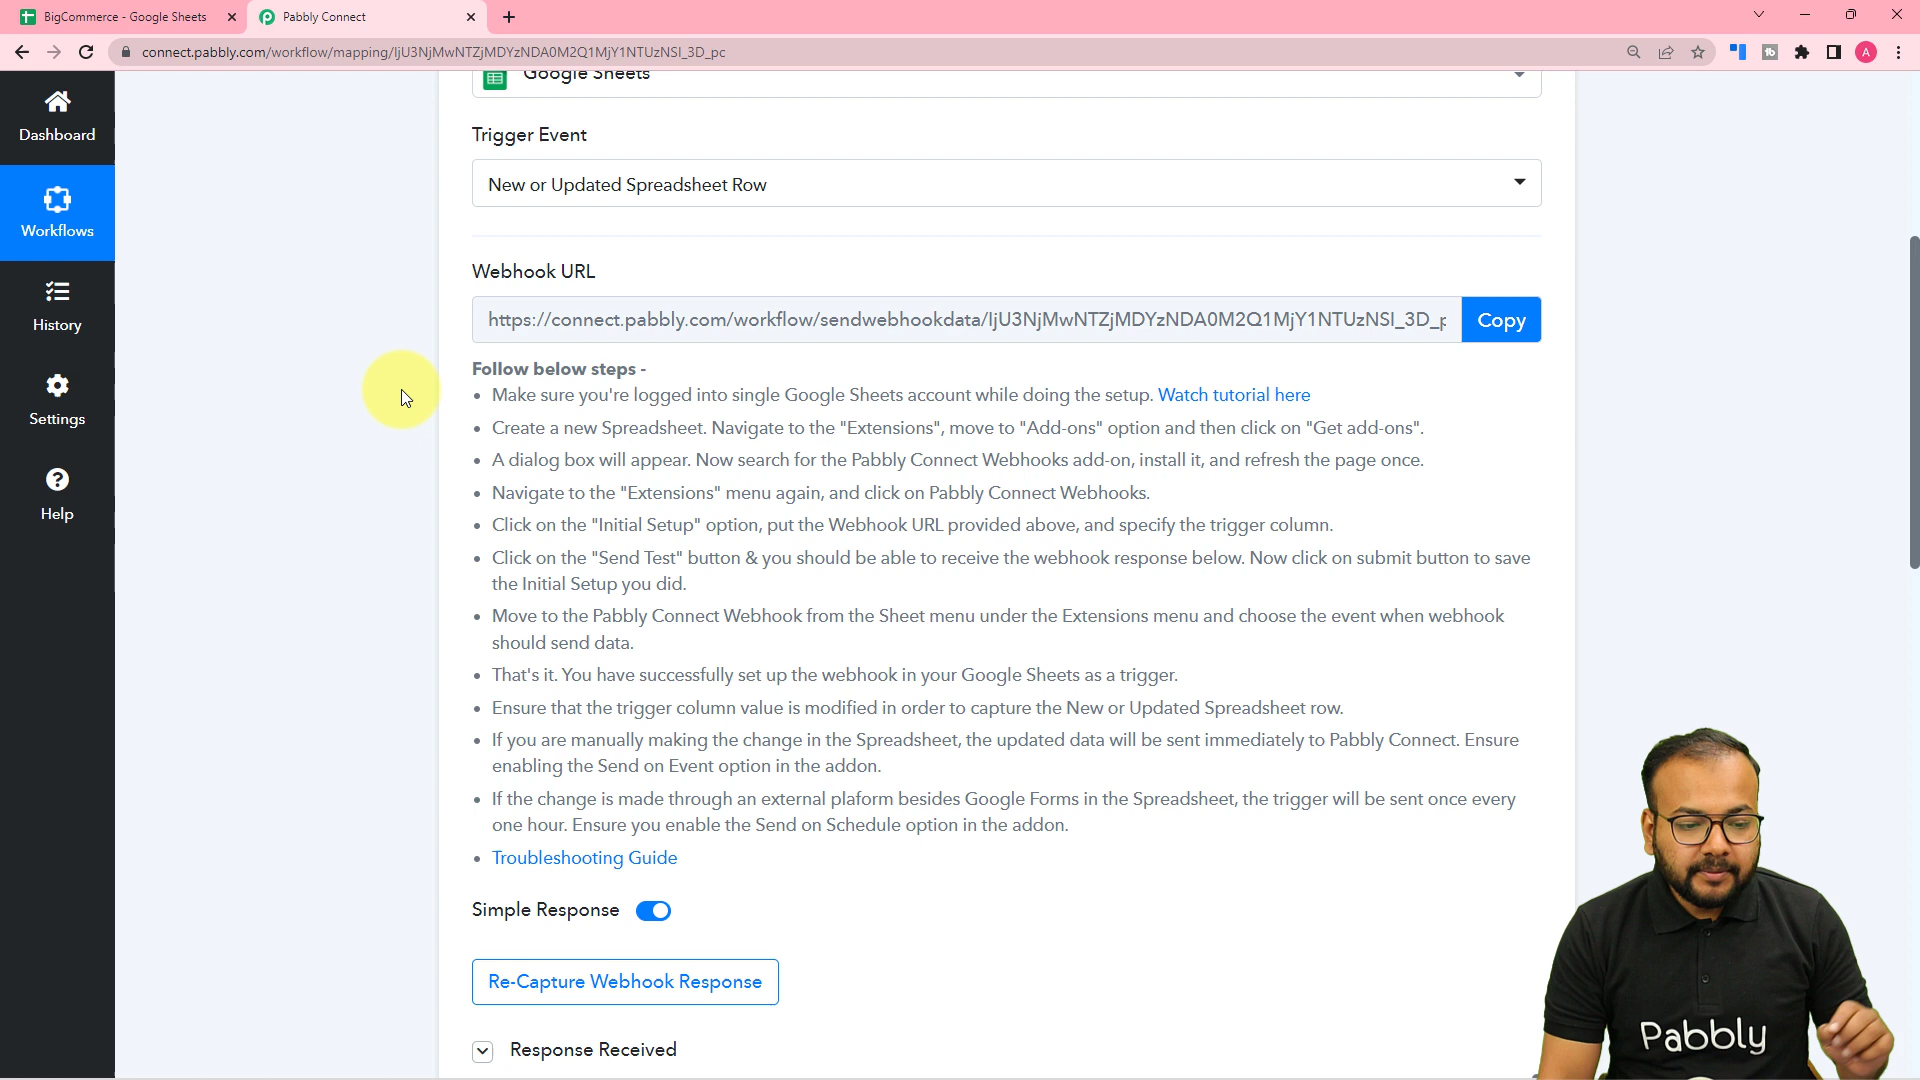 BigCommerce - Google Sheets
Pabbly Connect
connect.pabbly.com/workflow/mapping/IjU3NjMwNTZjMDYzNDA0M2Q1MjY1NTUzNSI_3D_pc
A
Google Sheets
Dashboard
Trigger Event
New or Updated Spreadsheet Row
Workflows
Webhook URL
https://connect.pabbly.com/workflow/sendwebhookdata/IjU3NjMwNTZjMDYzNDA0M2Q1MjY1NTUzNSI_3D_p
Copy
History
Follow below steps -
• Make sure you're logged into single Google Sheets account while doing the setup. Watch tutorial here
Settings
• Create a new Spreadsheet. Navigate to the "Extensions", move to "Add-ons" option and then click on "Get add-ons".
• A dialog box will appear. Now search for the Pabbly Connect Webhooks add-on, install it, and refresh the page once.
• Navigate to the "Extensions" menu again, and click on Pabbly Connect Webhooks.
Help
• Click on the "Initial Setup" option, put the Webhook URL provided above, and specify the trigger column.
• Click on the "Send Test" button & you should be able to receive the webhook response below. Now click on submit button to save
the Initial Setup you did.
• Move to the Pabbly Connect Webhook from the Sheet menu under the Extensions menu and choose the event when webhook
should send data.
• That's it. You have successfully set up the webhook in your Google Sheets as a trigger.
• Ensure that the trigger column value is modified in order to capture the New or Updated Spreadsheet row.
• If you are manually making the change in the Spreadsheet, the updated data will be sent immediately to Pabbly Connect. Ensure
enabling the Send on Event option in the addon.
• If the change is made through an external plaform besides Google Forms in the Spreadsheet, the trigger will be sent once every
one hour. Ensure you enable the Send on Schedule option in the addon.
• Troubleshooting Guide
Simple Response
Re-Capture Webhook Response
Response Received
Pabbly